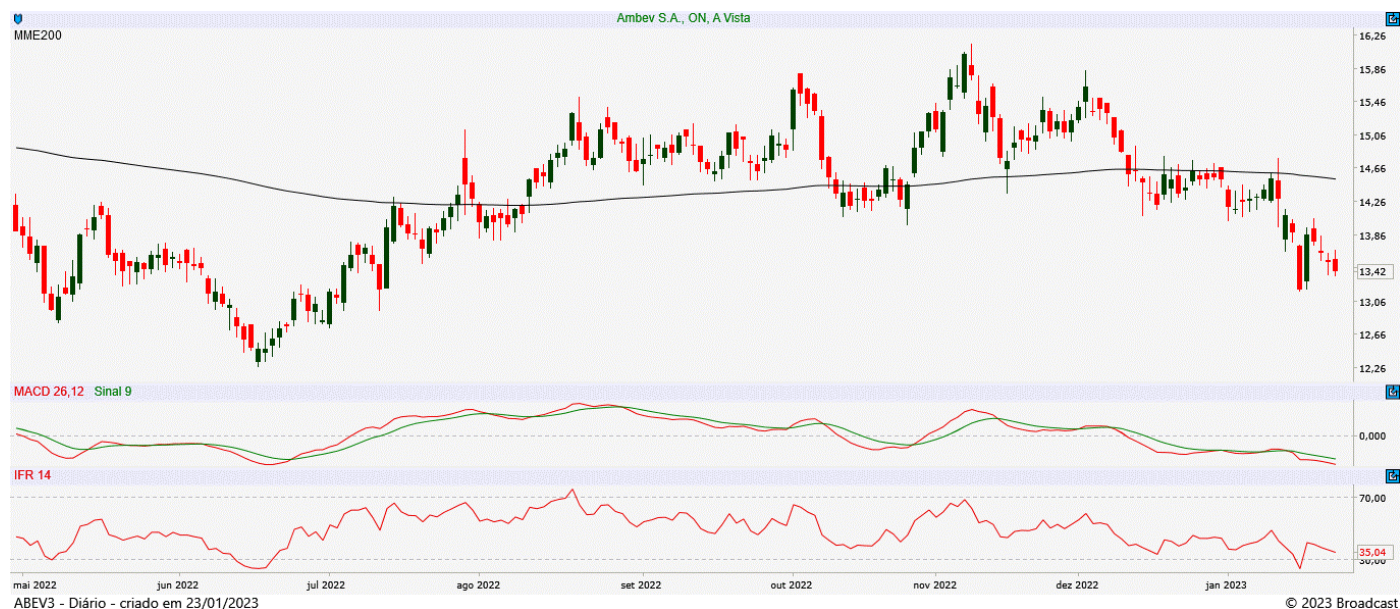 Ambev S.A., ON, A Vista
MME200
16,26
15,86
15,46
15,06
14,66
14,26
13,86
13,42
13,06
12,66
12,26
MACD 26,12 Sinal 9
0,000
IFR 14
70,00
35,04
30,00
mai 2022 jun 2022 jul 2022 ago 2022 set 2022 out 2022 nov 2022 dez 2022 jan 2023
ABEV3 - Diário - criado em 23/01/2023 © 2023 Broadcast